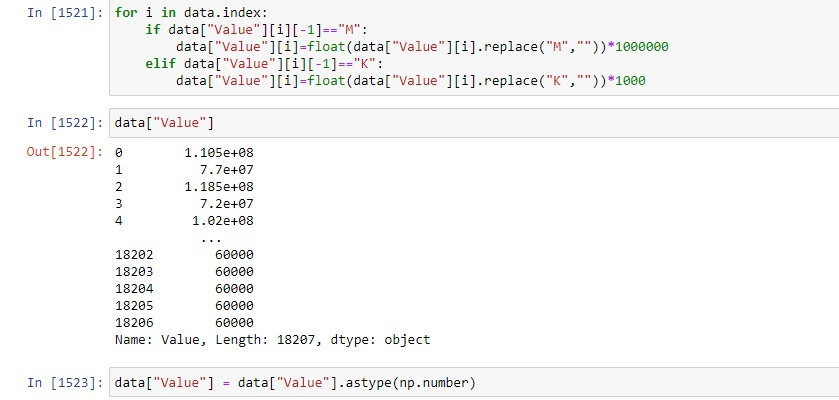 In [1521]: for i in data.index:
    if data["Value"][i][-1]=="M":
        data["Value"][i]=float(data["Value"][i].replace("M",""))*1000000
    elif data["Value"][i][-1]=="K":
        data["Value"][i]=float(data["Value"][i].replace("K",""))*1000
In [1522]: data["Value"]
Out[1522]: 0        1.105e+08
1          7.7e+07
2        1.185e+08
3          7.2e+07
4         1.02e+08
           ...
18202        60000
18203        60000
18204        60000
18205        60000
18206        60000
Name: Value, Length: 18207, dtype: object
In [1523]: data["Value"] = data["Value"].astype(np.number)